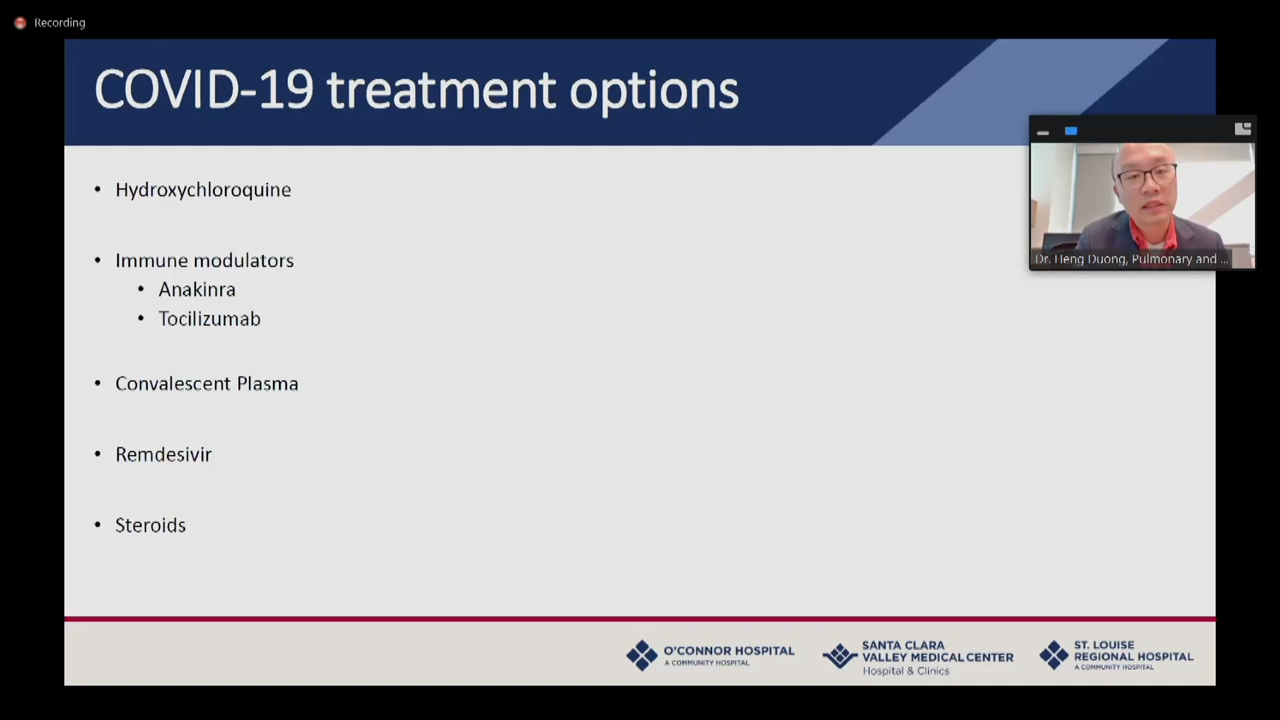 Recording
COVID-19 treatment options
• Hydroxychloroquine
• Immune modulators
• Anakinra
• Tocilizumab
• Convalescent Plasma
• Remdesivir
• Steroids
Dr. Heng Duong, Pulmonary and ...
O'CONNOR HOSPITAL
A COMMUNITY HOSPITAL
SANTA CLARA
VALLEY MEDICAL CENTER
Hospital & Clinics
ST. LOUISE
REGIONAL HOSPITAL
A COMMUNITY HOSPITAL